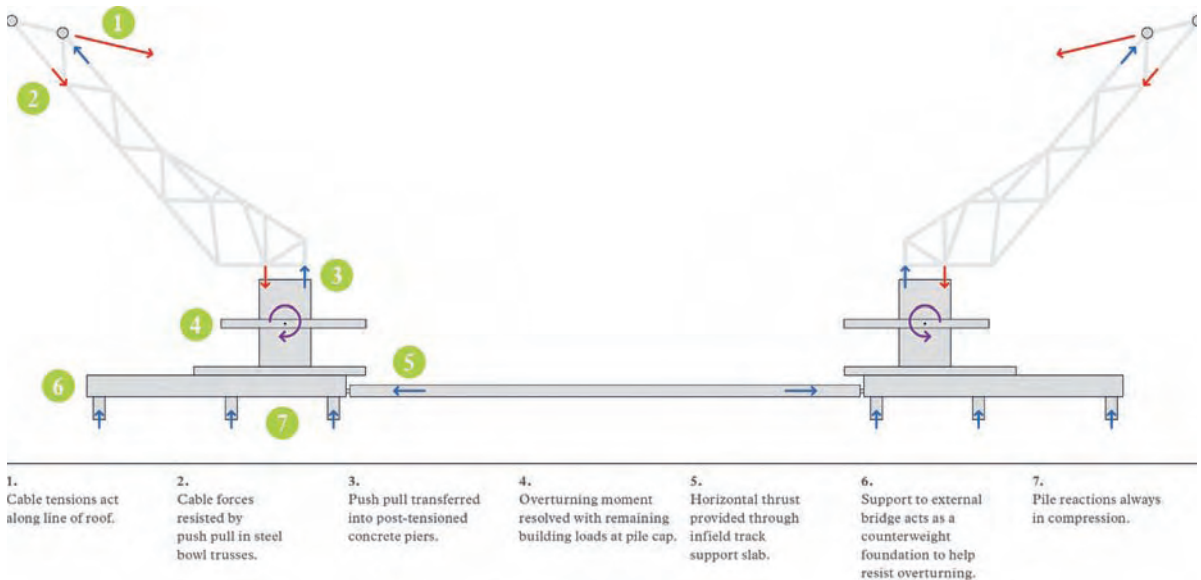 1
2
3
4
5
6
7
1.
Cable tensions act
along line of roof.
2.
Cable forces
resisted by
push pull in steel
bowl trusses.
3.
Push pull transferred
into post-tensioned
concrete piers.
4.
Overturning moment
resolved with remaining
building loads at pile cap.
5.
Horizontal thrust
provided through
infield track
support slab.
6.
Support to external
bridge acts as a
counterweight
foundation to help
resist overturning.
7.
Pile reactions always
in compression.